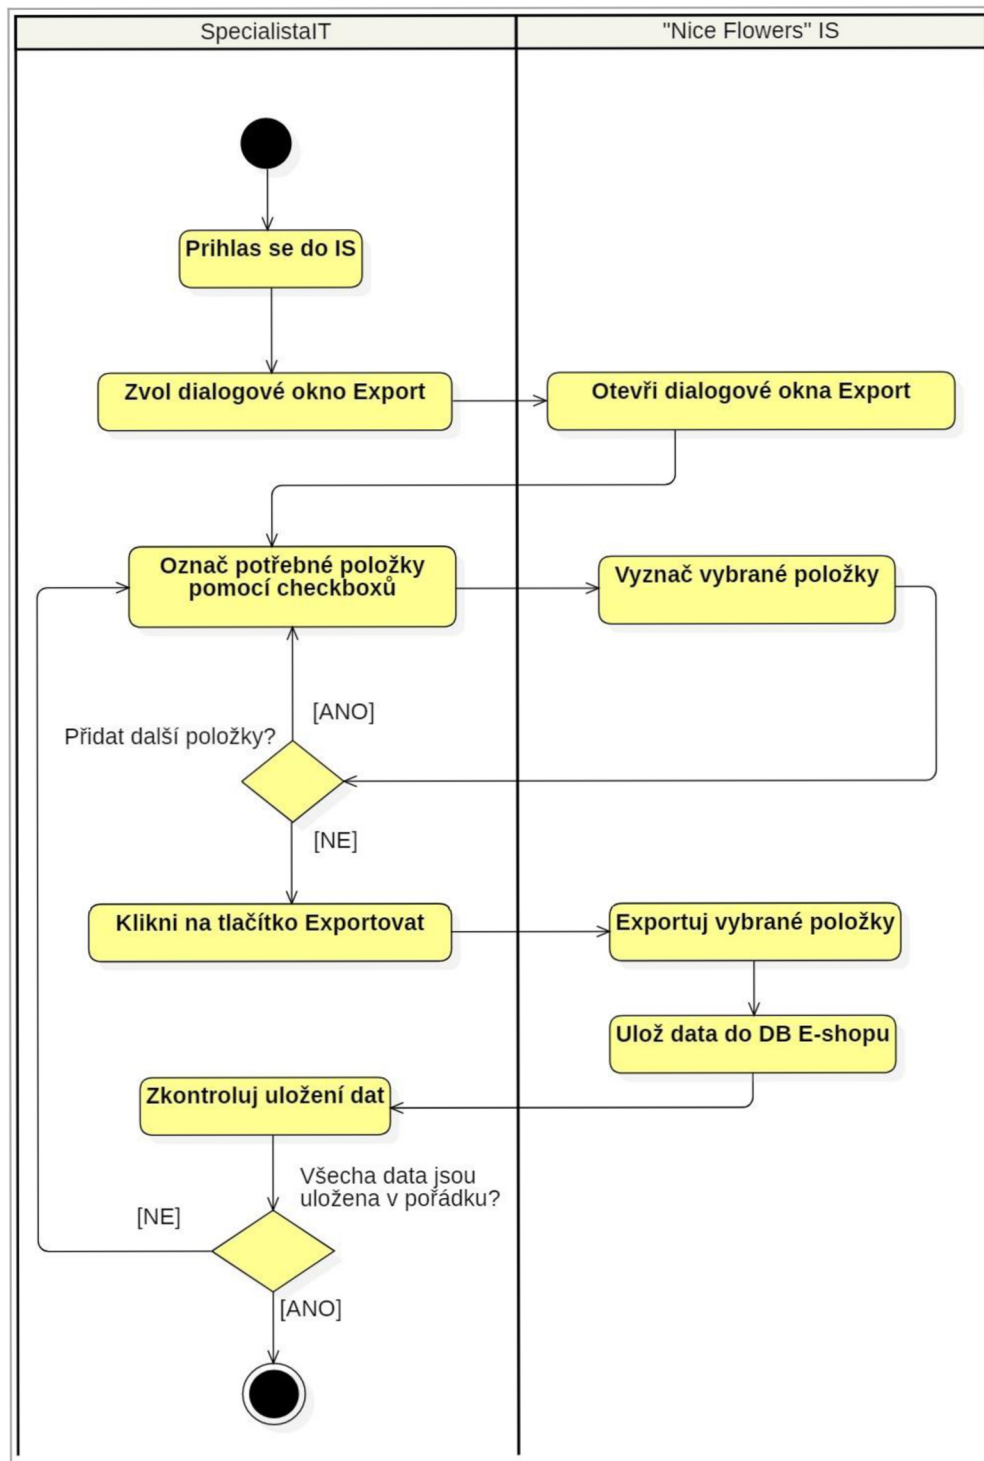 SpecialistaIT
"Nice Flowers" IS
Prihlas se do IS
Zvol dialogové okno Export
Otevři dialogové okna Export
Označ potřebné položky
pomocí checkboxů
Vyznač vybrané položky
[ANO]
Přidat další položky?
[NE]
Klikni na tlačítko Exportovat
Exportuj vybrané položky
Ulož data do DB E-shopu
Zkontroluj uložení dat
Všecha data jsou
uložena v pořádku?
[NE]
[ANO]